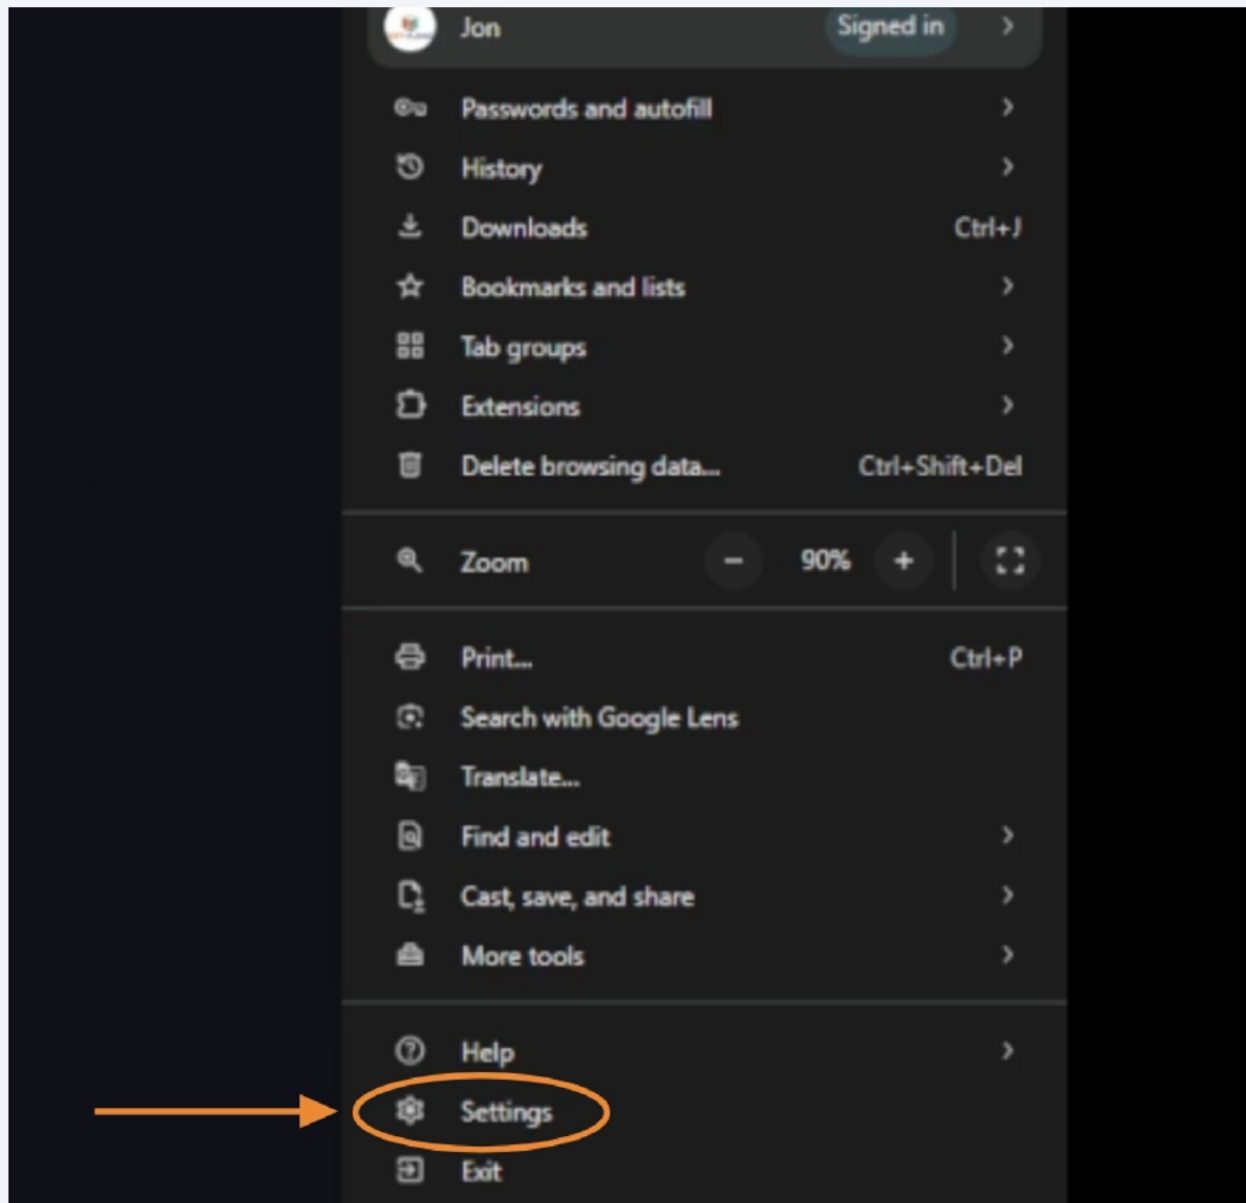 Jon Signed in
Passwords and autofill
History
Downloads Ctrl+J
Bookmarks and lists
Tab groups
Extensions
Delete browsing data... Ctrl+Shift+Del
Zoom − 90% +
Print... Ctrl+P
Search with Google Lens
Translate...
Find and edit
Cast, save, and share
More tools
Help
Settings
Exit